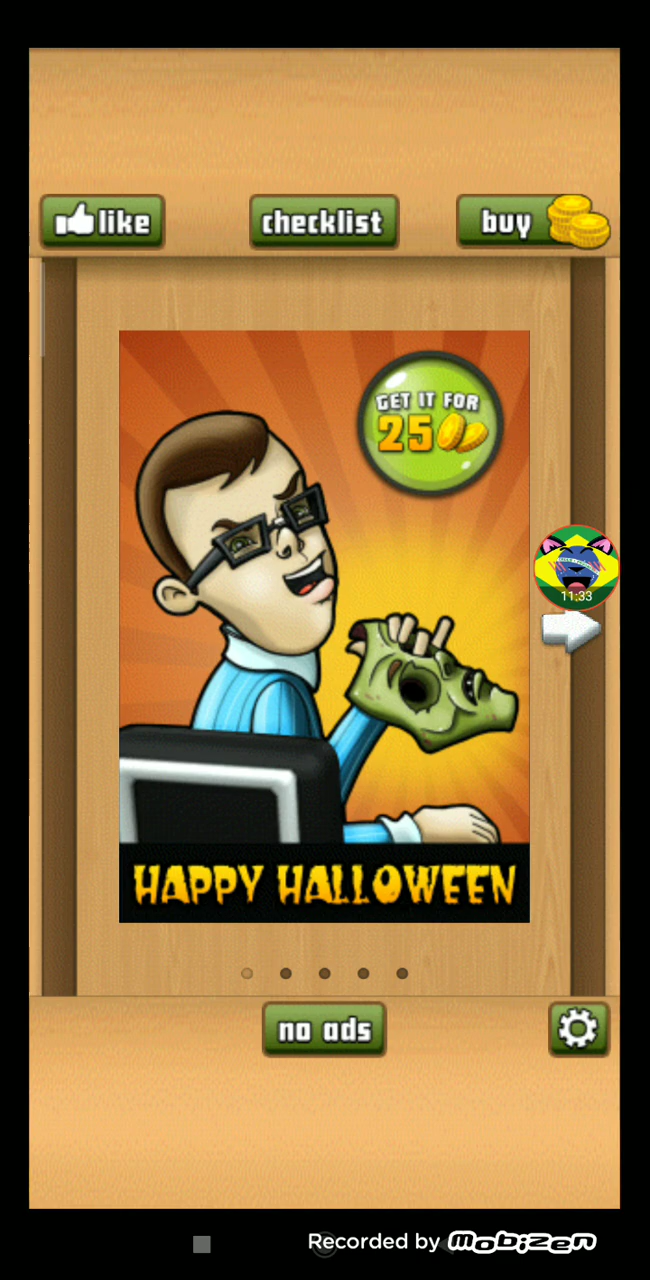 like
checklist
buy
GET IT FOR
25
11:33
HAPPY HALLOWEEN
no ads
Recorded by mobizen